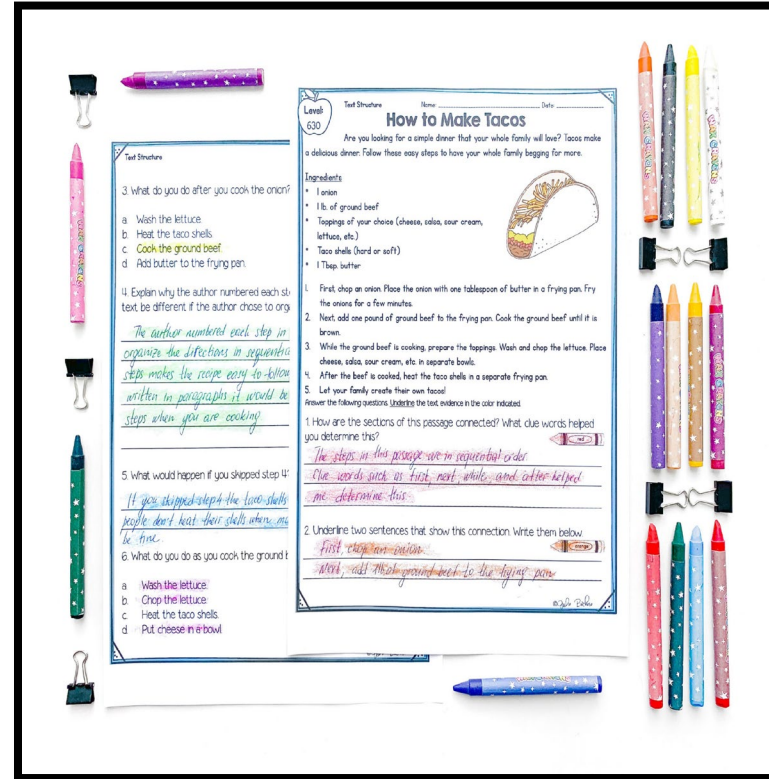 Level:
630
Text Structure Name: Date:
How to Make Tacos
Are you looking for a simple dinner that your whole family will love? Tacos make
a delicious dinner. Follow these easy steps to have your whole family begging for more.
Ingredients
* 1 onion
* 1 lb. of ground beef
* Toppings of your choice (cheese, salsa, sour cream,
lettuce, etc.)
* Taco shells (hard or soft)
* 1 Tbsp. butter
1. First, chop an onion. Place the onion with one tablespoon of butter in a frying pan. Fry
the onions for a few minutes.
2. Next, add one pound of ground beef to the frying pan. Cook the ground beef until it is
brown.
3. While the ground beef is cooking, prepare the toppings. Wash and chop the lettuce. Place
cheese, salsa, sour cream, etc. in separate bowls.
4. After the beef is cooked, heat the taco shells in a separate frying pan.
5. Let your family create their own tacos!
Answer the following questions. Underline the text evidence in the color indicated.
1. How are the sections of this passage connected? What clue words helped
you determine this?
red
The steps in this passage are in sequential order.
Clue words such as first, next, while, and after helped
me determine this.
2. Underline two sentences that show this connection. Write them below.
orange
First, chop an onion.
Next, add that ground beef to the frying pan.
Text Structure
3. What do you do after you cook the onion?
a. Wash the lettuce.
b. Heat the taco shells.
c. Cook the ground beef.
d. Add butter to the frying pan.
4. Explain why the author numbered each
text be different if the author chose to
The author numbered each step in
organize the directions in
steps makes the recipe easy to follow
written in paragraphs it would be
steps when you are cooking.
5. What would happen if you skipped step 4?
If you skipped step 4 the taco shells
people don't heat their shells when
be fine.
6. What do you do as you cook the ground
a. Wash the lettuce.
b. Chop the lettuce.
c. Heat the taco shells.
d. Put cheese in a bowl.